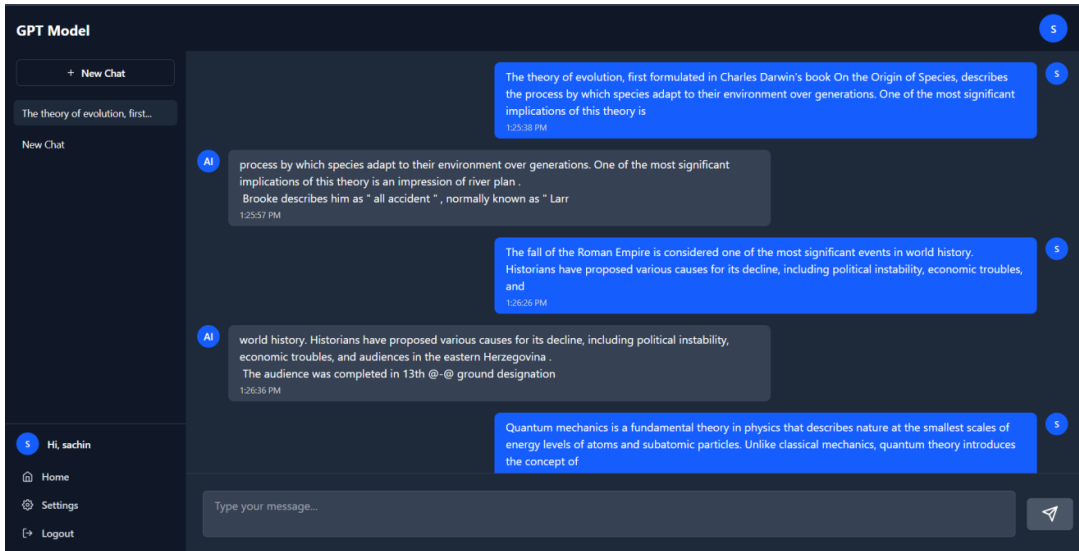 GPT Model
S
+ New Chat
The theory of evolution, first...
New Chat
The theory of evolution, first formulated in Charles Darwin's book On the Origin of Species, describes
the process by which species adapt to their environment over generations. One of the most significant
implications of this theory is
1:25:38 PM
S
AI
process by which species adapt to their environment over generations. One of the most significant
implications of this theory is an impression of river plan .
Brooke describes him as " all accident " , normally known as " Larr
1:25:57 PM
The fall of the Roman Empire is considered one of the most significant events in world history.
Historians have proposed various causes for its decline, including political instability, economic troubles,
and
1:26:26 PM
S
AI
world history. Historians have proposed various causes for its decline, including political instability,
economic troubles, and audiences in the eastern Herzegovina .
The audience was completed in 13th @-@ ground designation
1:26:36 PM
Quantum mechanics is a fundamental theory in physics that describes nature at the smallest scales of
energy levels of atoms and subatomic particles. Unlike classical mechanics, quantum theory introduces
the concept of
S
S
Hi, sachin
Home
Settings
Logout
Type your message...